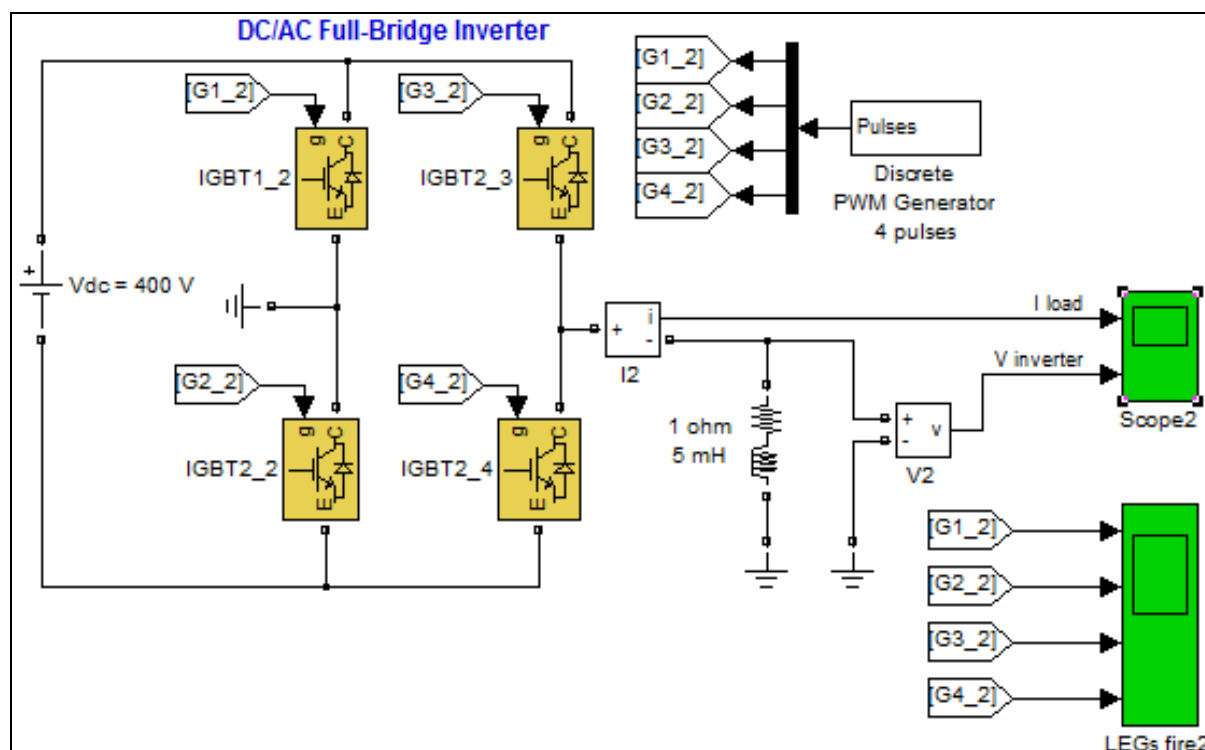 DC/AC Full-Bridge Inverter
[G1_2]
[G3_2]
g C
E
IGBT1_2
g C
E
IGBT2_3
[G1_2]
[G2_2]
[G3_2]
[G4_2]
Pulses
Discrete
PWM Generator
4 pulses
+
Vdc = 400 V
[G2_2]
[G4_2]
g C
E
IGBT2_2
g C
E
IGBT2_4
+ i
-
I2
I load
V inverter
Scope2
1 ohm
5 mH
+
- v
V2
[G1_2]
[G2_2]
[G3_2]
[G4_2]
LEGs fire2